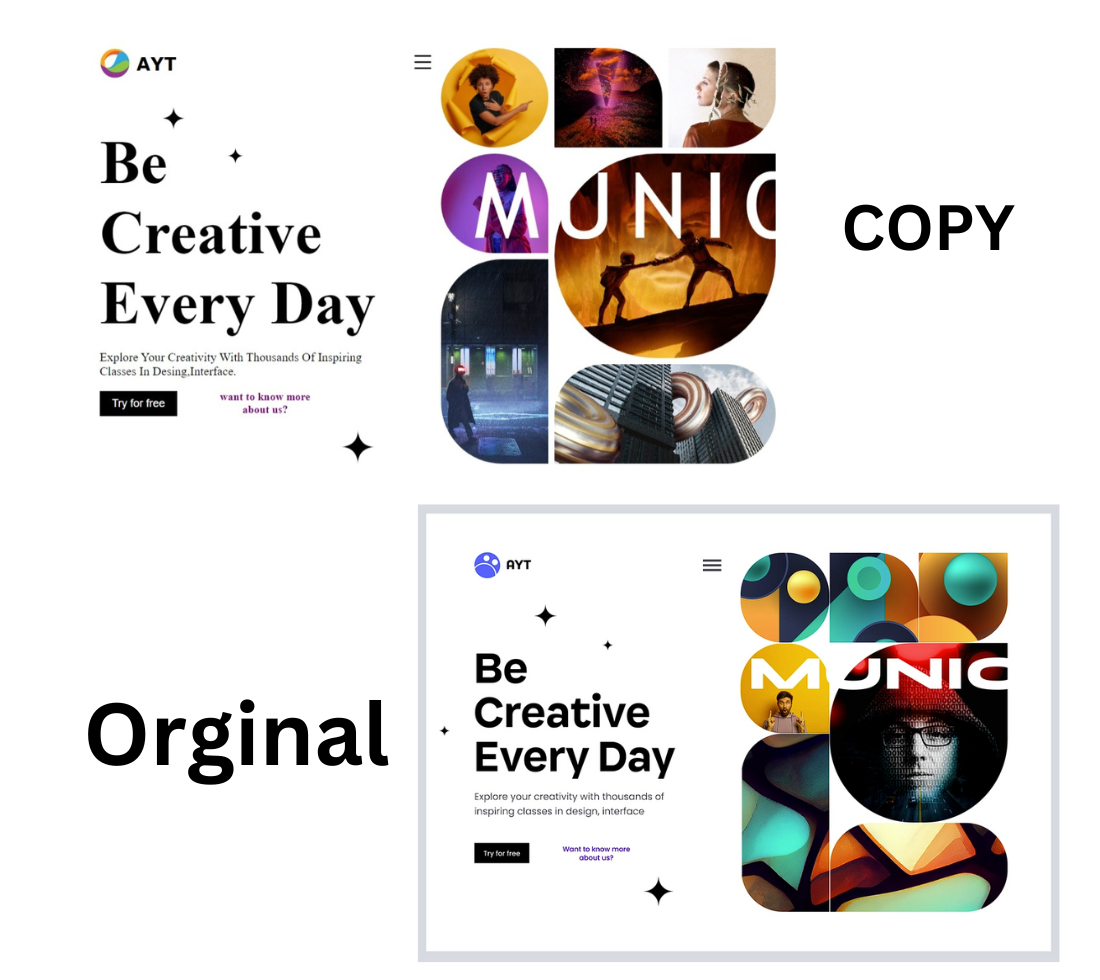 AYT
Be
Creative
Every Day
Explore Your Creativity With Thousands Of Inspiring
Classes In Desing,Interface.
Try for free
want to know more
about us?
MUNIC
COPY
Orginal
AYT
Be
Creative
Every Day
Explore your creativity with thousands of
inspiring classes in design, interface
Try for free
Want to know more
about us?
MUNIC